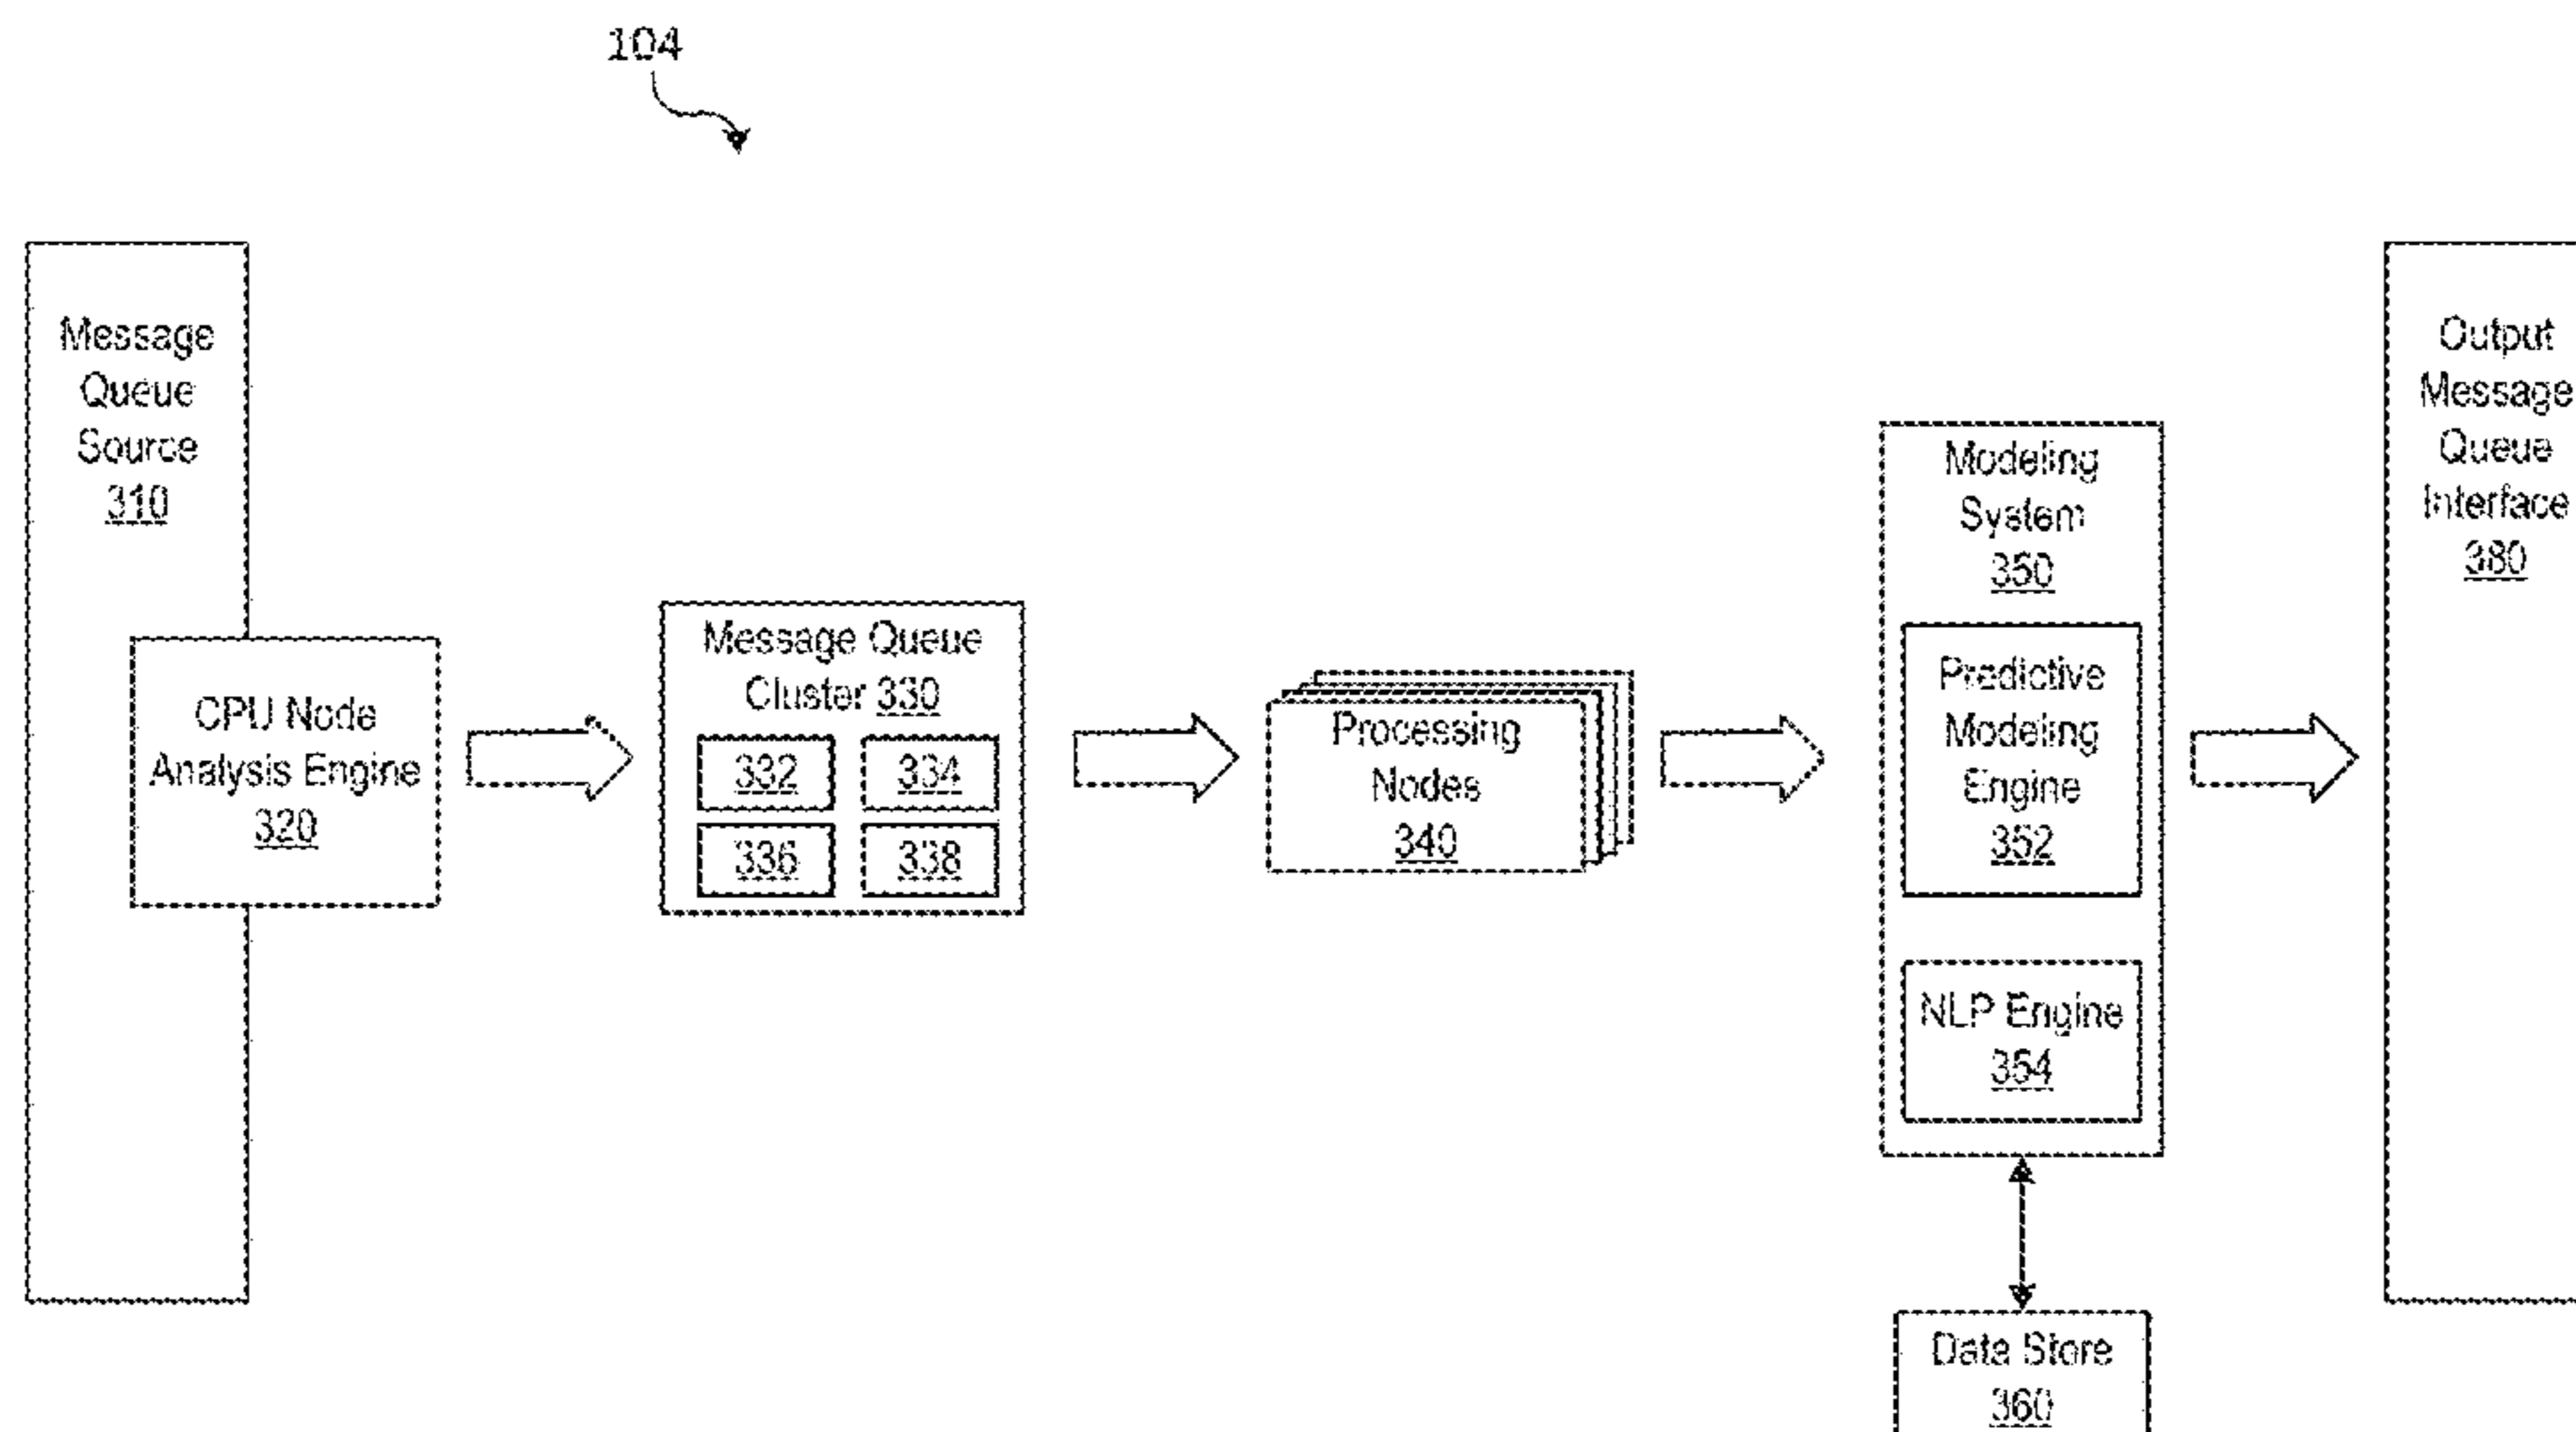 104
Message
Queue
Source
310
CPU Node
Analysis Engine
320
Message Queue
Cluster 330
332 334
336 338
Processing
Nodes
340
Modeling
System
350
Predictive
Modeling
Engine
352
NLP Engine
354
Data Store
360
Output
Message
Queue
Interface
380